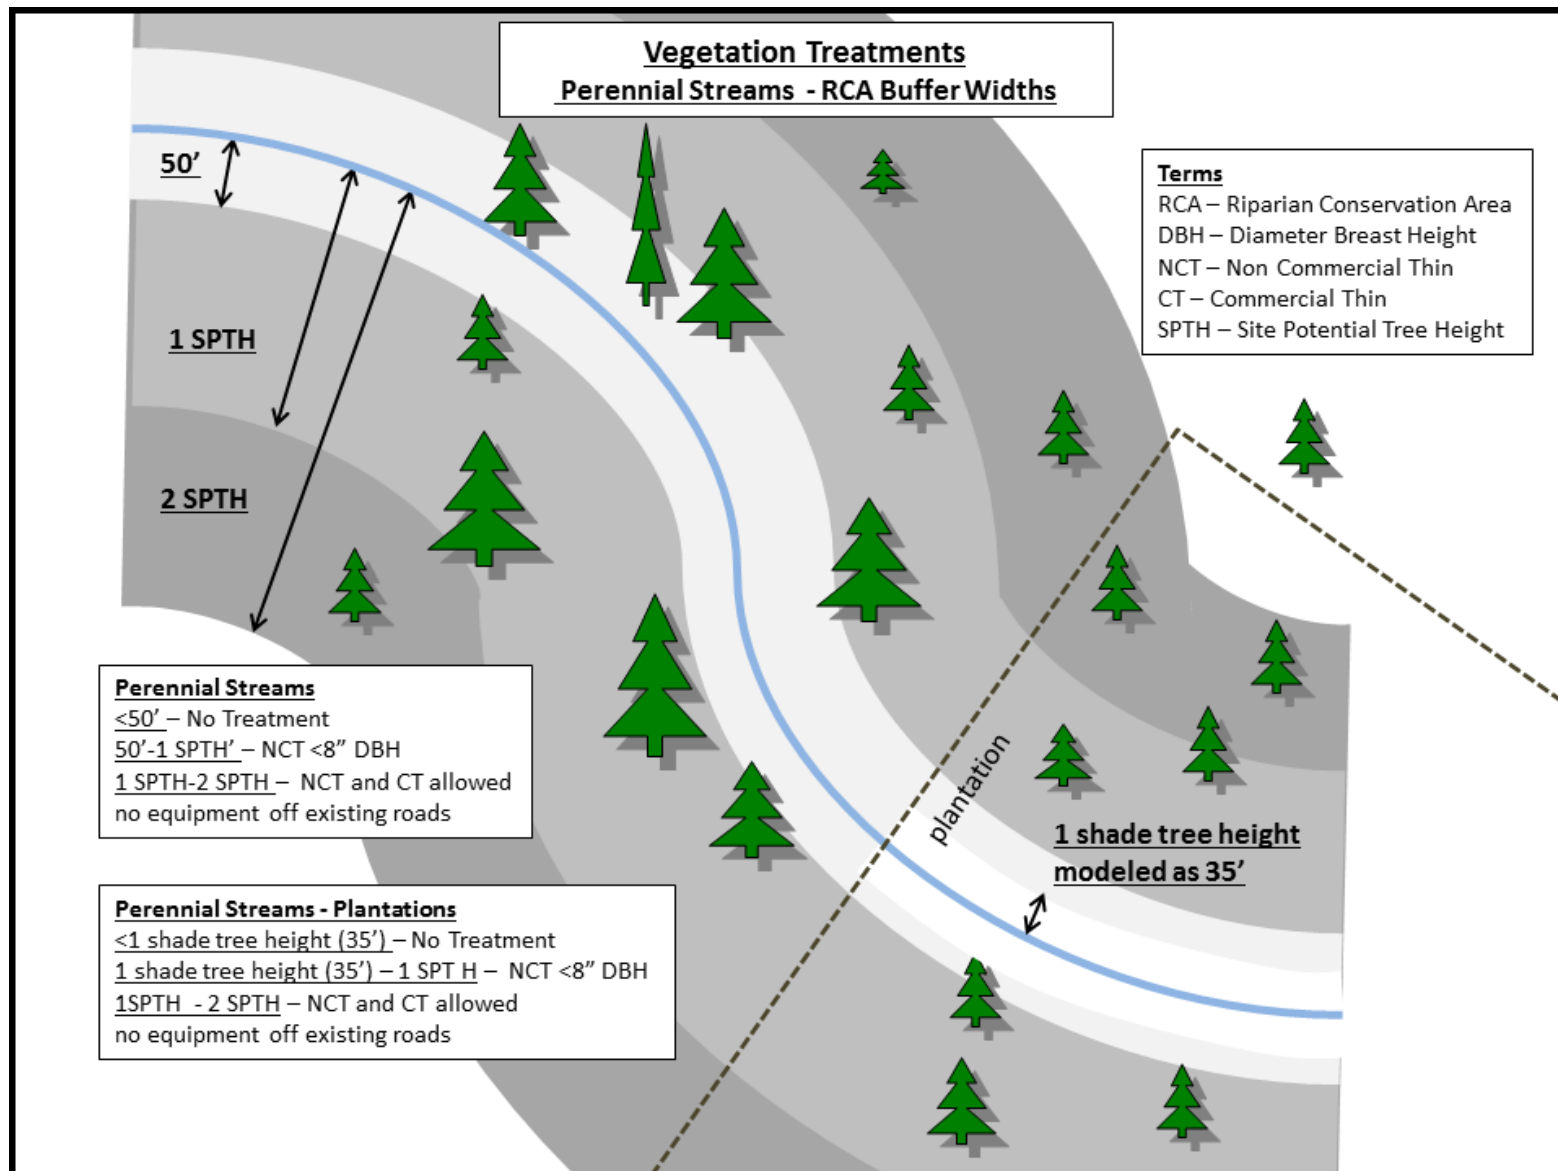 Vegetation Treatments
Perennial Streams - RCA Buffer Widths
50’
1 SPTH
2 SPTH
Terms
RCA – Riparian Conservation Area
DBH – Diameter Breast Height
NCT – Non Commercial Thin
CT – Commercial Thin
SPTH – Site Potential Tree Height
plantation
1 shade tree height
modeled as 35’
Perennial Streams
<50’ – No Treatment
50’-1 SPTH’ – NCT <8” DBH
1 SPTH-2 SPTH – NCT and CT allowed
no equipment off existing roads
Perennial Streams - Plantations
<1 shade tree height (35’) – No Treatment
1 shade tree height (35’) – 1 SPT H – NCT <8” DBH
1SPTH - 2 SPTH – NCT and CT allowed
no equipment off existing roads